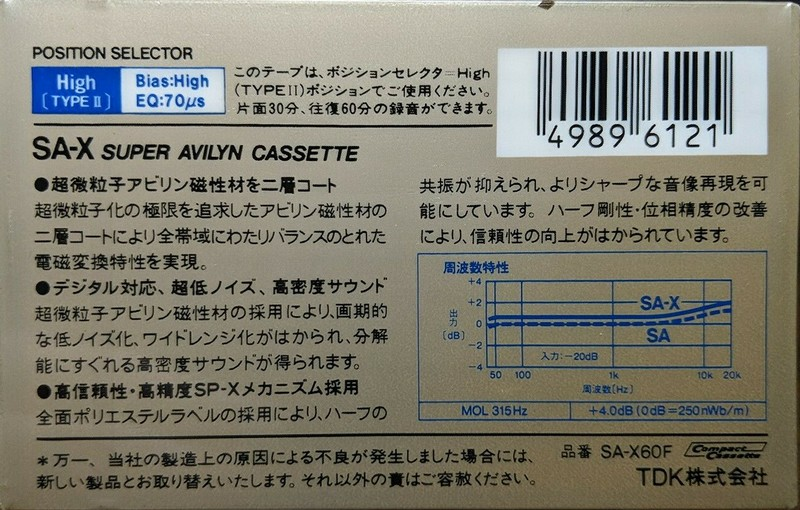 POSITION SELECTOR
High
〔TYPE II〕
Bias:High
EQ:70μs
このテープは、ポジションセレクタ－High
(TYPE II)ポジションでご使用ください。
片面30分、往復60分の録音ができます。
4989 6121
SA-X SUPER AVILYN CASSETTE
●超微粒子アビリン磁性材を二層コート
超微粒子化の極限を追求したアビリン磁性材の
二層コートにより全帯域にわたりバランスのとれた
電磁変換特性を実現。
●デジタル対応、超低ノイズ、高密度サウンド
超微粒子アビリン磁性材の採用により、画期的
な低ノイズ化、ワイドレンジ化がはかられ、分解
能にすぐれる高密度サウンドが得られます。
●高信頼性・高精度SP-Xメカニズム採用
全面ポリエステルラベルの採用により、ハーフの
共振が抑えられ、よりシャープな音像再現を可
能にしています。ハーフ剛性・位相精度の改善
により、信頼性の向上がはかられています。
周波数特性
+4
+2
0
−2
−4
出力
〔dB〕
SA-X
SA
入力：−20dB
50 100 1k 10k 20k
周波数〔Hz〕
MOL 315Hz
+4.0dB (0dB=250nWb/m)
＊万一、当社の製造上の原因による不良が発生しました場合には、
新しい製品とお取り替えいたします。それ以外の責はご容赦ください。
品番 SA-X60F
Compact Cassette
TDK株式会社